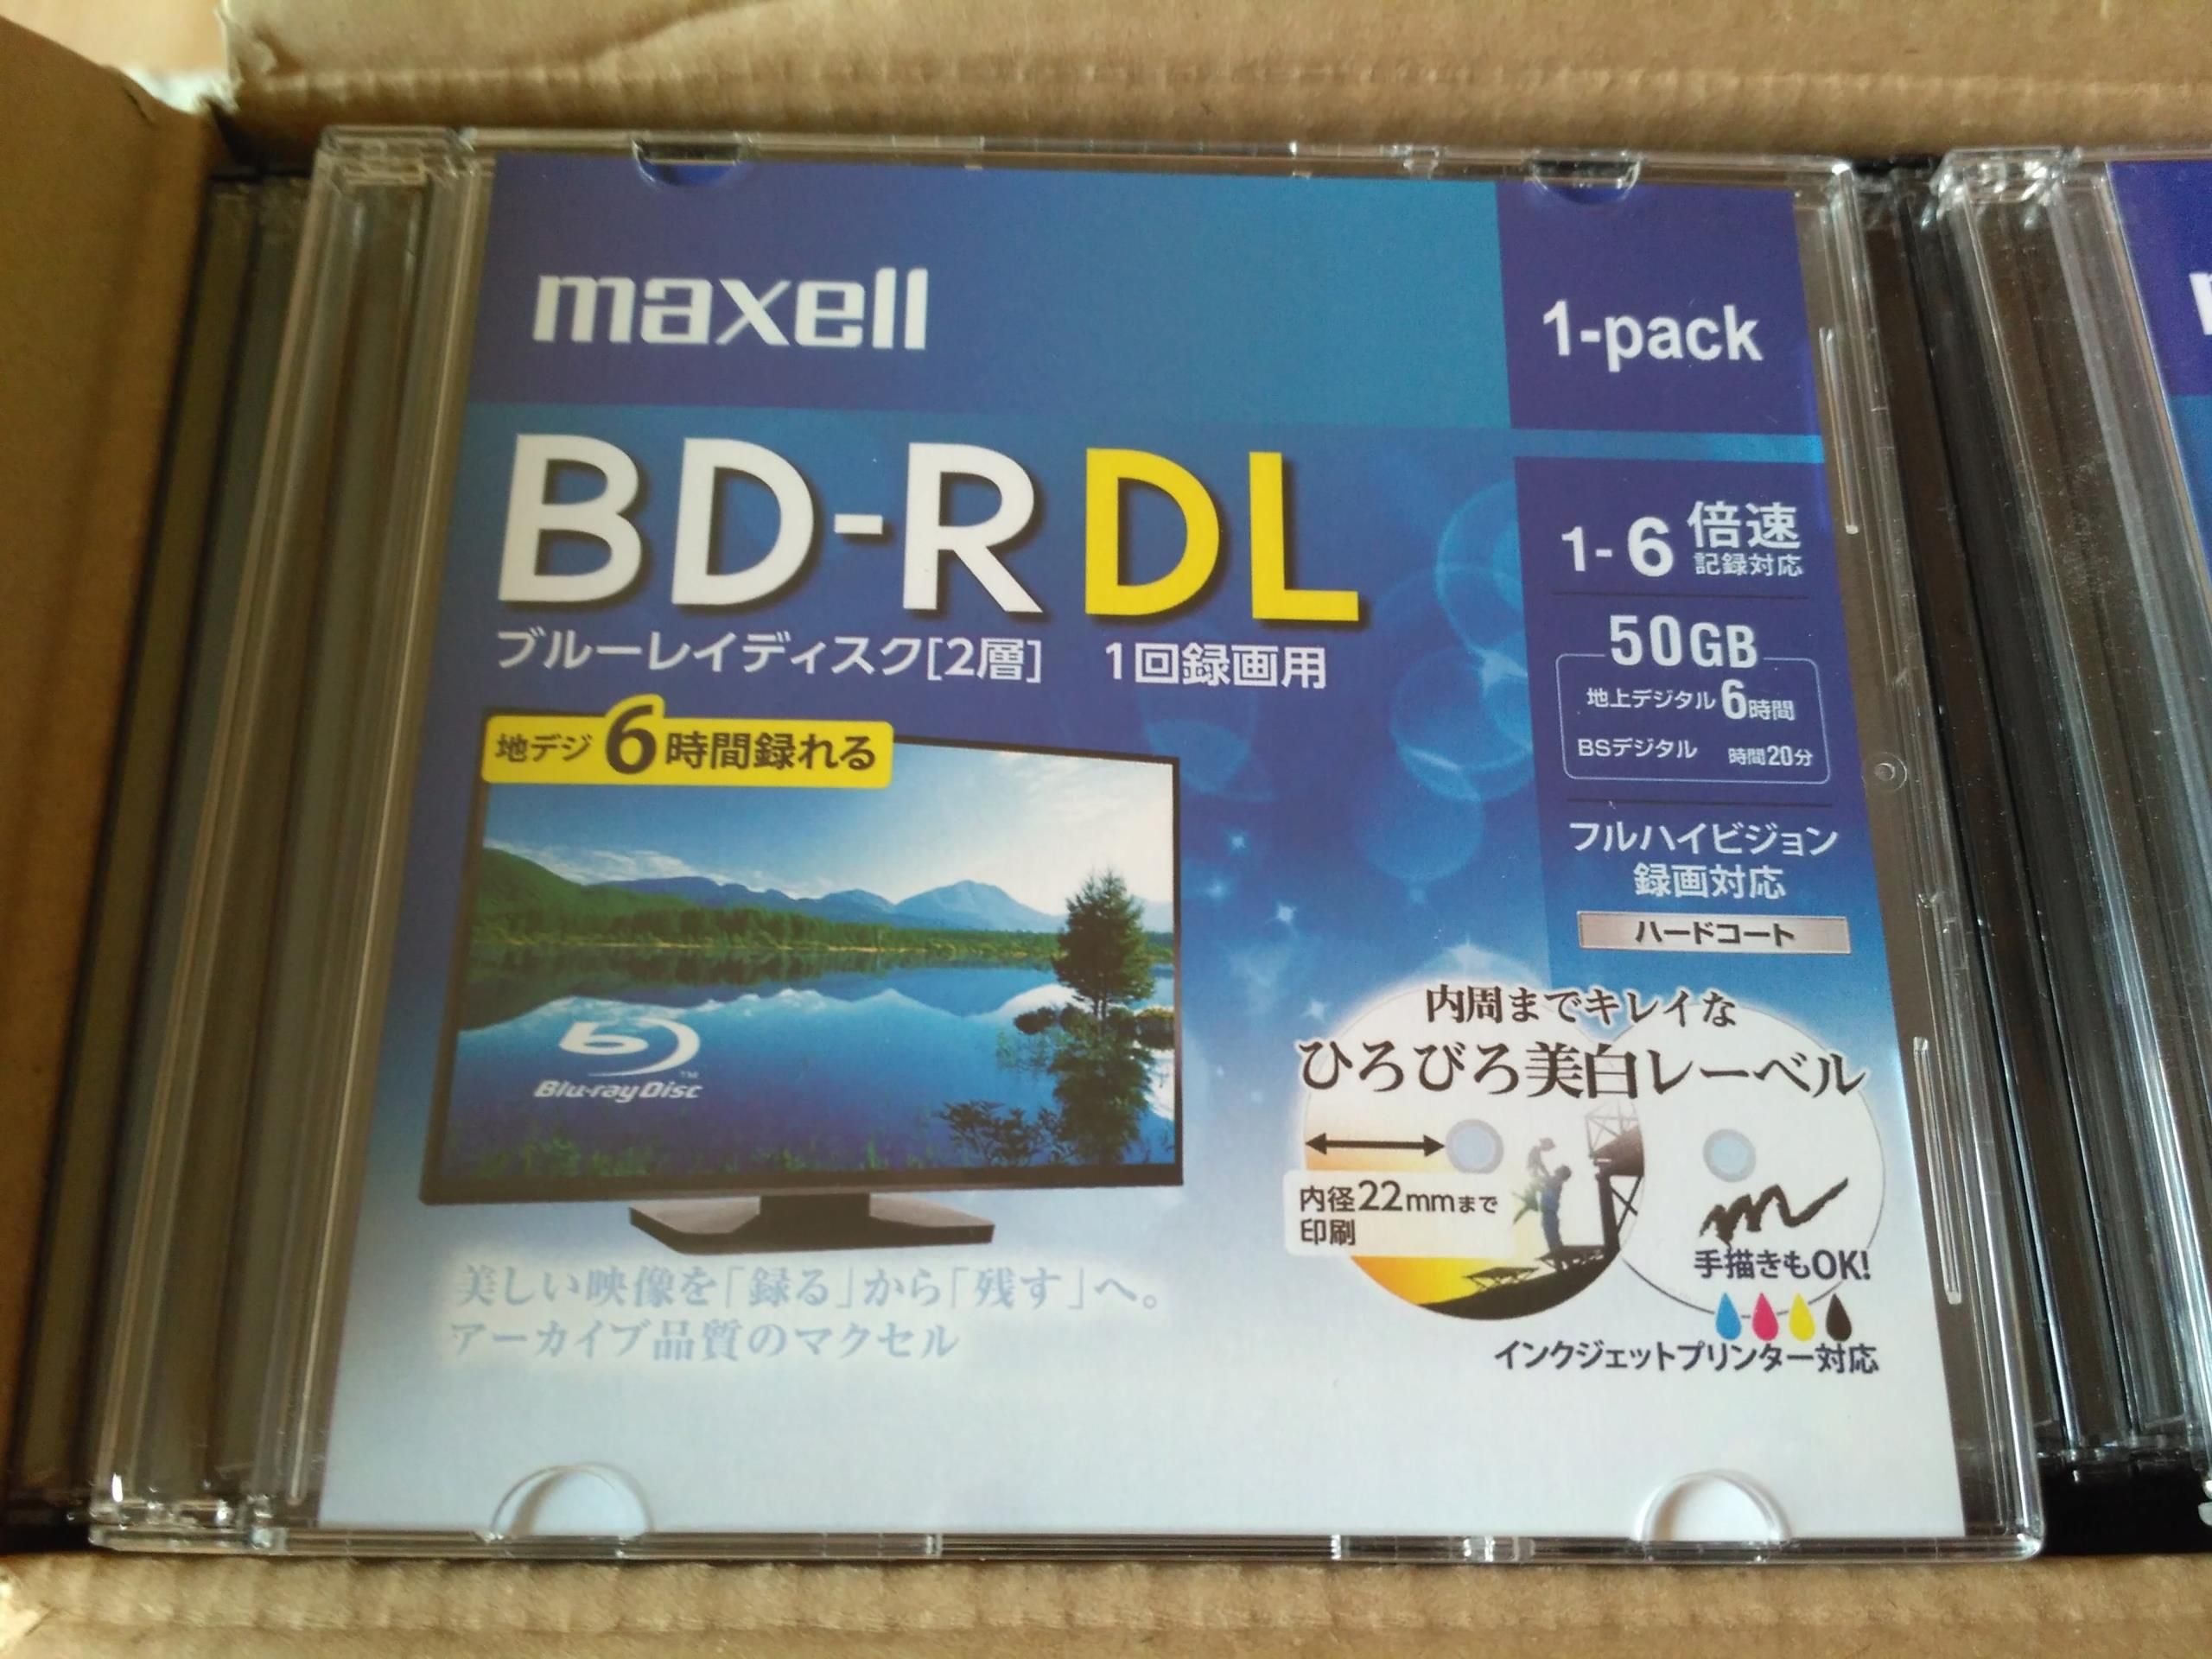 maxell
1-pack
BD-R DL
ブルーレイディスク[2層] 1回録画用
1-6倍速
記録対応
50GB
地上デジタル6時間
BSデジタル 時間20分
フルハイビジョン
録画対応
ハードコート
地デジ6時間録れる
Blu-ray Disc™
内周までキレイな
ひろびろ美白レーベル
内径22mmまで
印刷
手描きもOK!
インクジェットプリンター対応
美しい映像を「録る」から「残す」へ。
アーカイブ品質のマクセル